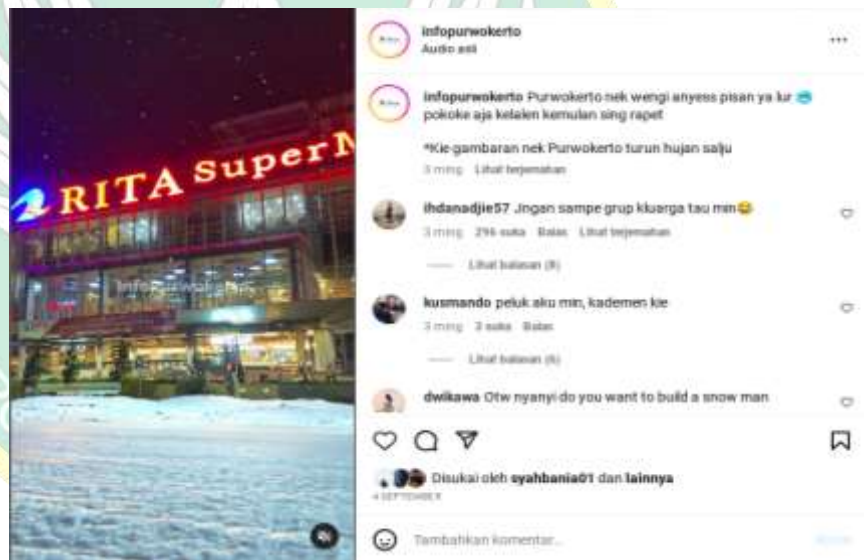 infopurwokerto
Audio asli
infopurwokerto Purwokerto nek wengi anyess pisan ya lur
pokoke aja kelalen kemulan sing rapet
*Kie gambaran nek Purwokerto turun hujan salju
3 ming Lihat terjemahan
ihdanadjie57 Jngan sampe grup kluarga tau min
3 ming 296 suka Balas Lihat terjemahan
Lihat balasan (8)
kusmando peluk aku min, kademen kie
3 ming 3 suka Balas
Lihat balasan (6)
dwikawa Otw nyanyi do you want to build a snow man
Disukai oleh syahbania01 dan lainnya
4 SEPTEMBER
Tambahkan komentar...
RITA SuperM
infopurwokerto